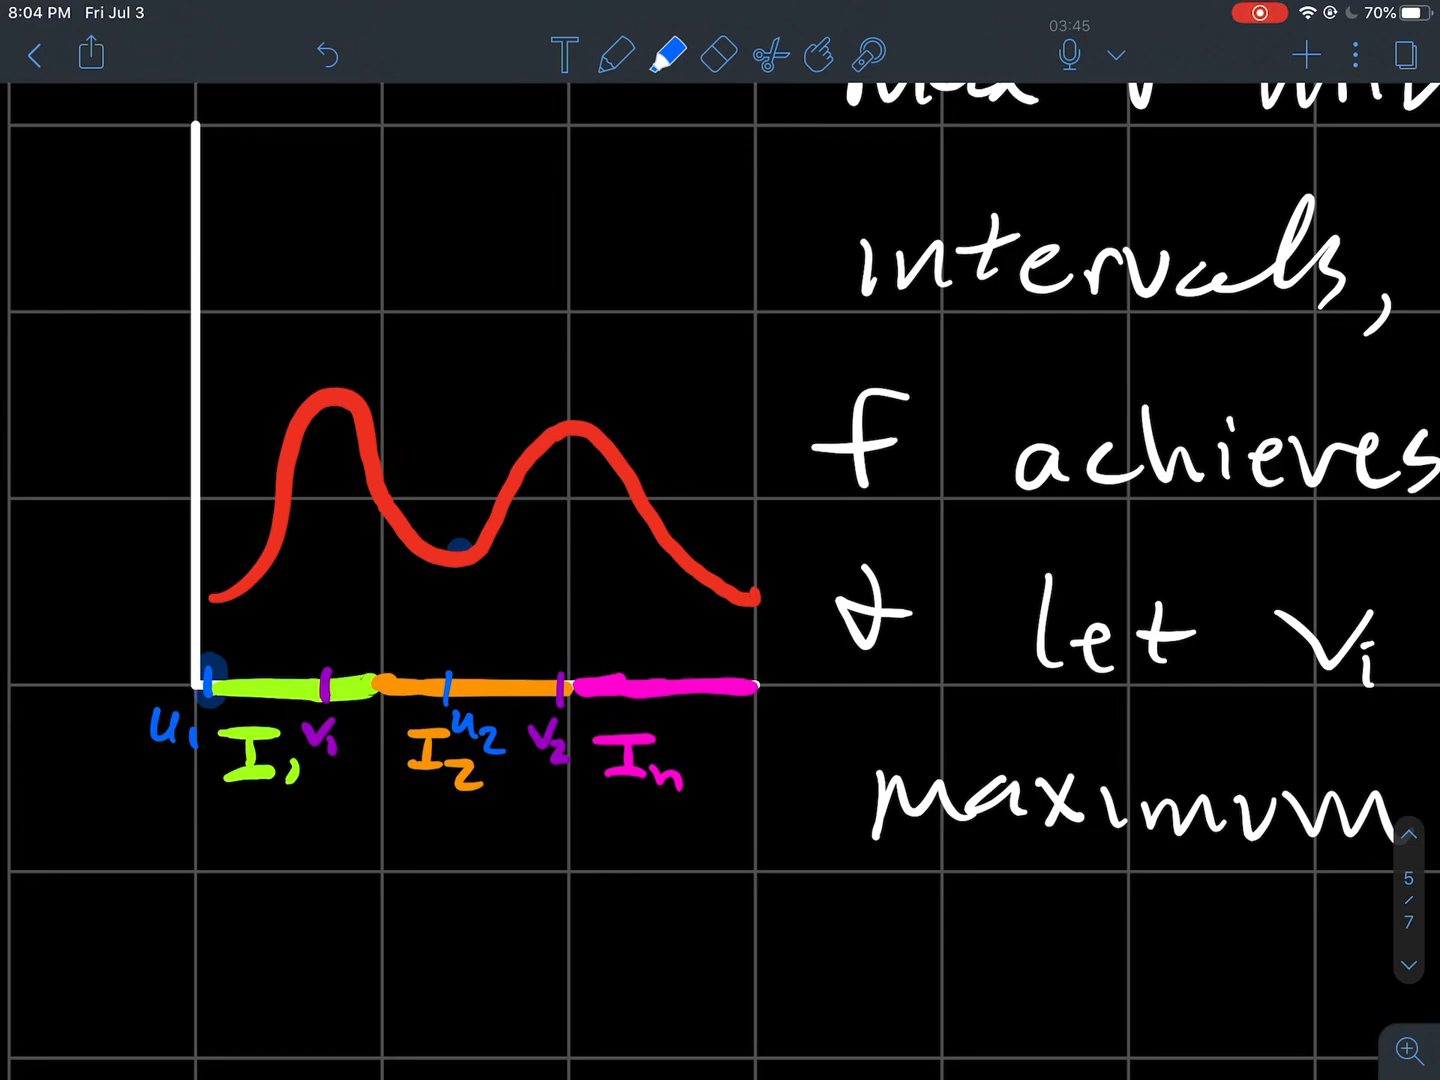 8:04 PM Fri Jul 3
70%
03:45
intervals,
f achieves
& let vi
u1 I1 v1 I2 u2 v2 In
maximum
5
/
7